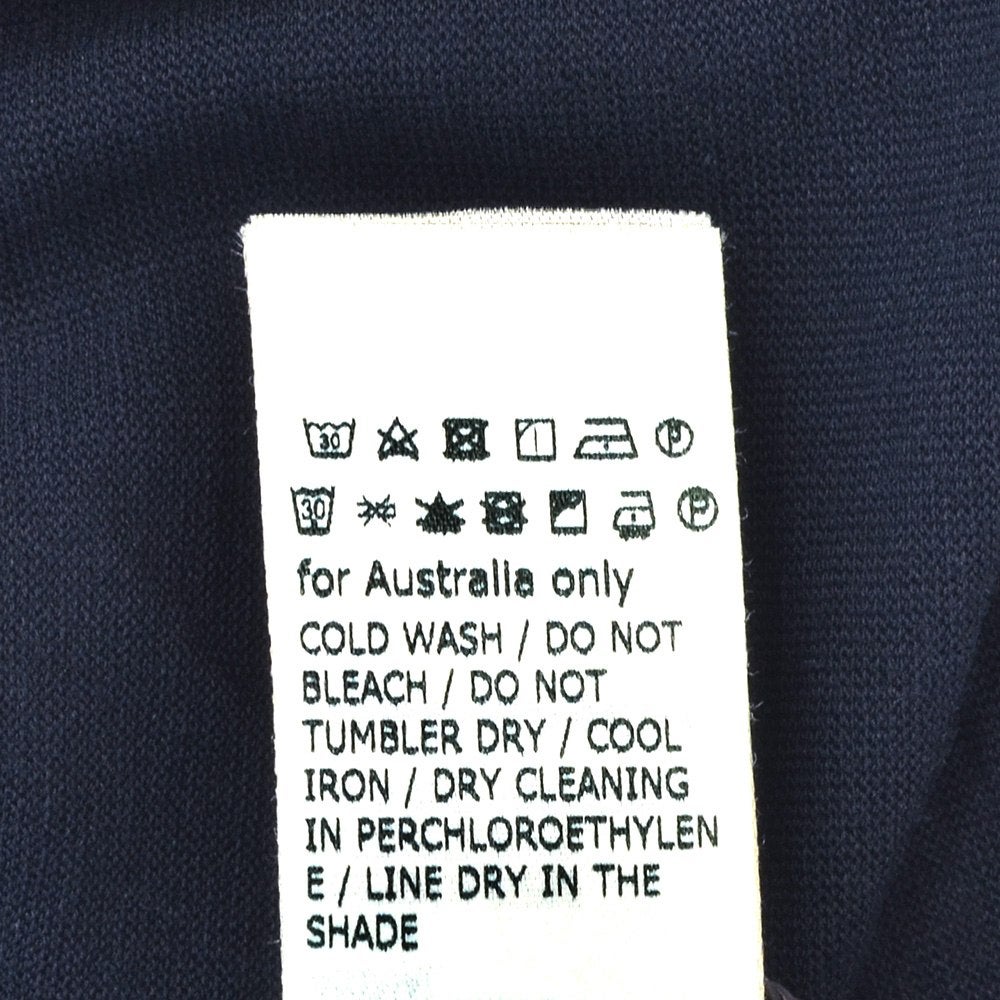 30 P
30 P
for Australia only
COLD WASH / DO NOT
BLEACH / DO NOT
TUMBLER DRY / COOL
IRON / DRY CLEANING
IN PERCHLOROETHYLEN
E / LINE DRY IN THE
SHADE